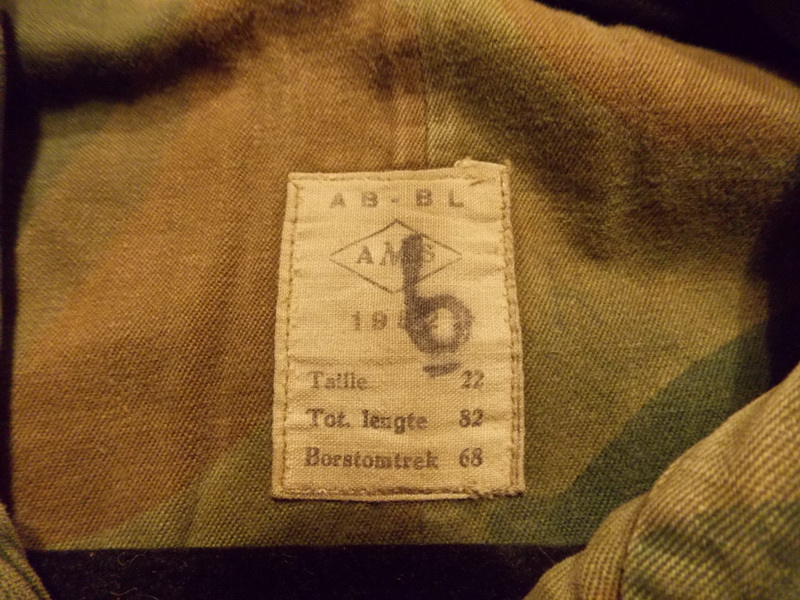 AB-BL
AMS
b
Taille 22
Tot. lengte 82
Borstomtrek 68